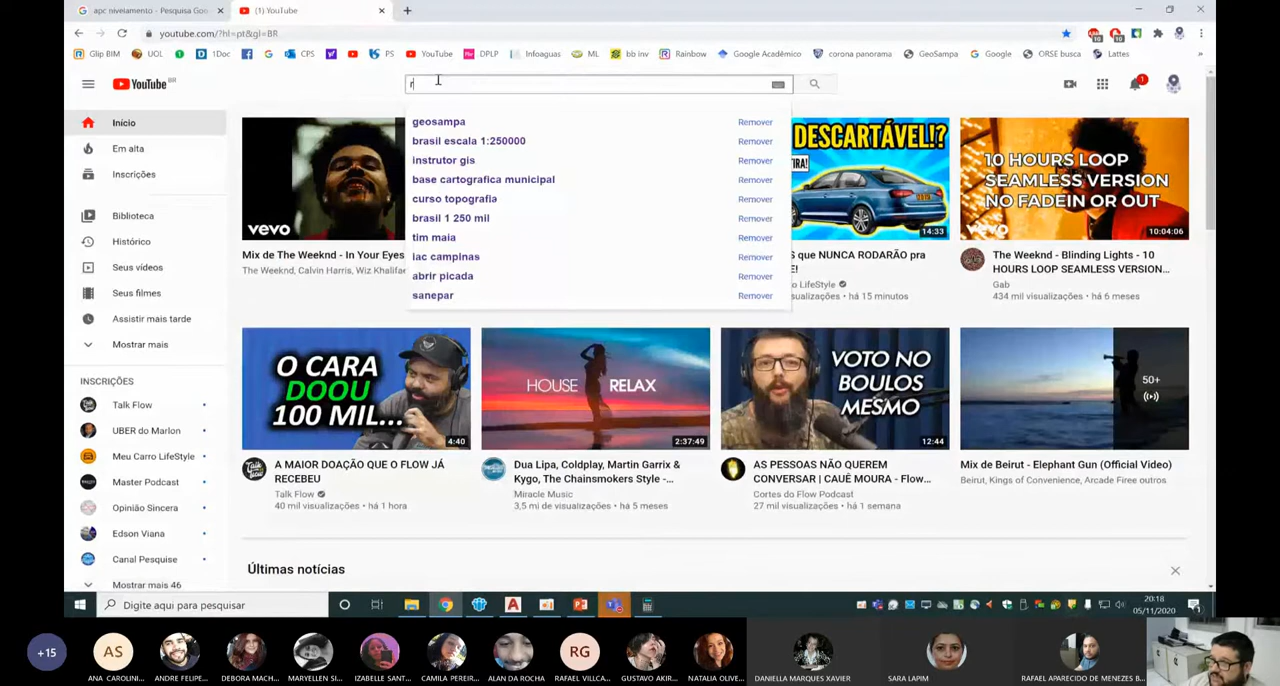 apc nivelamento - Pesquisa Goo
(1) YouTube
youtube.com/?hl=pt&gl=BR
Glip BIM
UOL
1Doc
CPS
PS
YouTube
DPLP
Infoaguas
ML
bb inv
Rainbow
Google Acadêmico
corona panorama
GeoSampa
Google
ORSE busca
Lattes
YouTube BR
r
1
geosampa Remover
brasil escala 1:250000 Remover
instrutor gis Remover
base cartografica municipal Remover
curso topografia Remover
brasil 1 250 mil Remover
tim maia Remover
iac campinas Remover
abrir picada Remover
sanepar Remover
Início
Em alta
Inscrições
Biblioteca
Histórico
Seus vídeos
Seus filmes
Assistir mais tarde
Mostrar mais
INSCRIÇÕES
Talk Flow
UBER do Marlon
Meu Carro LifeStyle
Master Podcast
Opinião Sincera
Edson Viana
Canal Pesquise
Mostrar mais 46
vevo
Mix de The Weeknd - In Your Eyes
The Weeknd, Calvin Harris, Wiz Khalifa
DESCARTÁVEL!?
14:33
S que NUNCA RODARÃO pra
!
o LifeStyle
visualizações • há 15 minutos
10 HOURS LOOP
SEAMLESS VERSION
NO FADEIN OR OUT
vevo
10:04:06
The Weeknd - Blinding Lights - 10
HOURS LOOP SEAMLESS VERSION...
Gab
434 mil visualizações • há 6 meses
O CARA
DOOU
100 MIL...
4:40
A MAIOR DOAÇÃO QUE O FLOW JÁ
RECEBEU
Talk Flow
40 mil visualizações • há 1 hora
HOUSE RELAX
2:37:49
Dua Lipa, Coldplay, Martin Garrix &
Kygo, The Chainsmokers Style -...
Miracle Music
3,5 mi de visualizações • há 5 meses
VOTO NO
BOULOS
MESMO
12:44
AS PESSOAS NÃO QUEREM
CONVERSAR | CAUÊ MOURA - Flow...
Cortes do Flow Podcast
27 mil visualizações • há 1 semana
50+
Mix de Beirut - Elephant Gun (Official Video)
Beirut, Kings of Convenience, Arcade Fire e outros
Últimas notícias
Digite aqui para pesquisar
20:18
05/11/2020
+15
AS
RG
ANA CAROLINI...
ANDRE FELIPE...
DEBORA MACH...
MARYELLEN SI...
IZABELLE SANT...
CAMILA PEREIR...
ALAN DA ROCHA
RAFAEL VILLCA...
GUSTAVO AKIR...
NATALIA OLIVE...
DANIELLA MARQUES XAVIER
SARA LAPIM
RAFAEL APARECIDO DE MENEZES B...